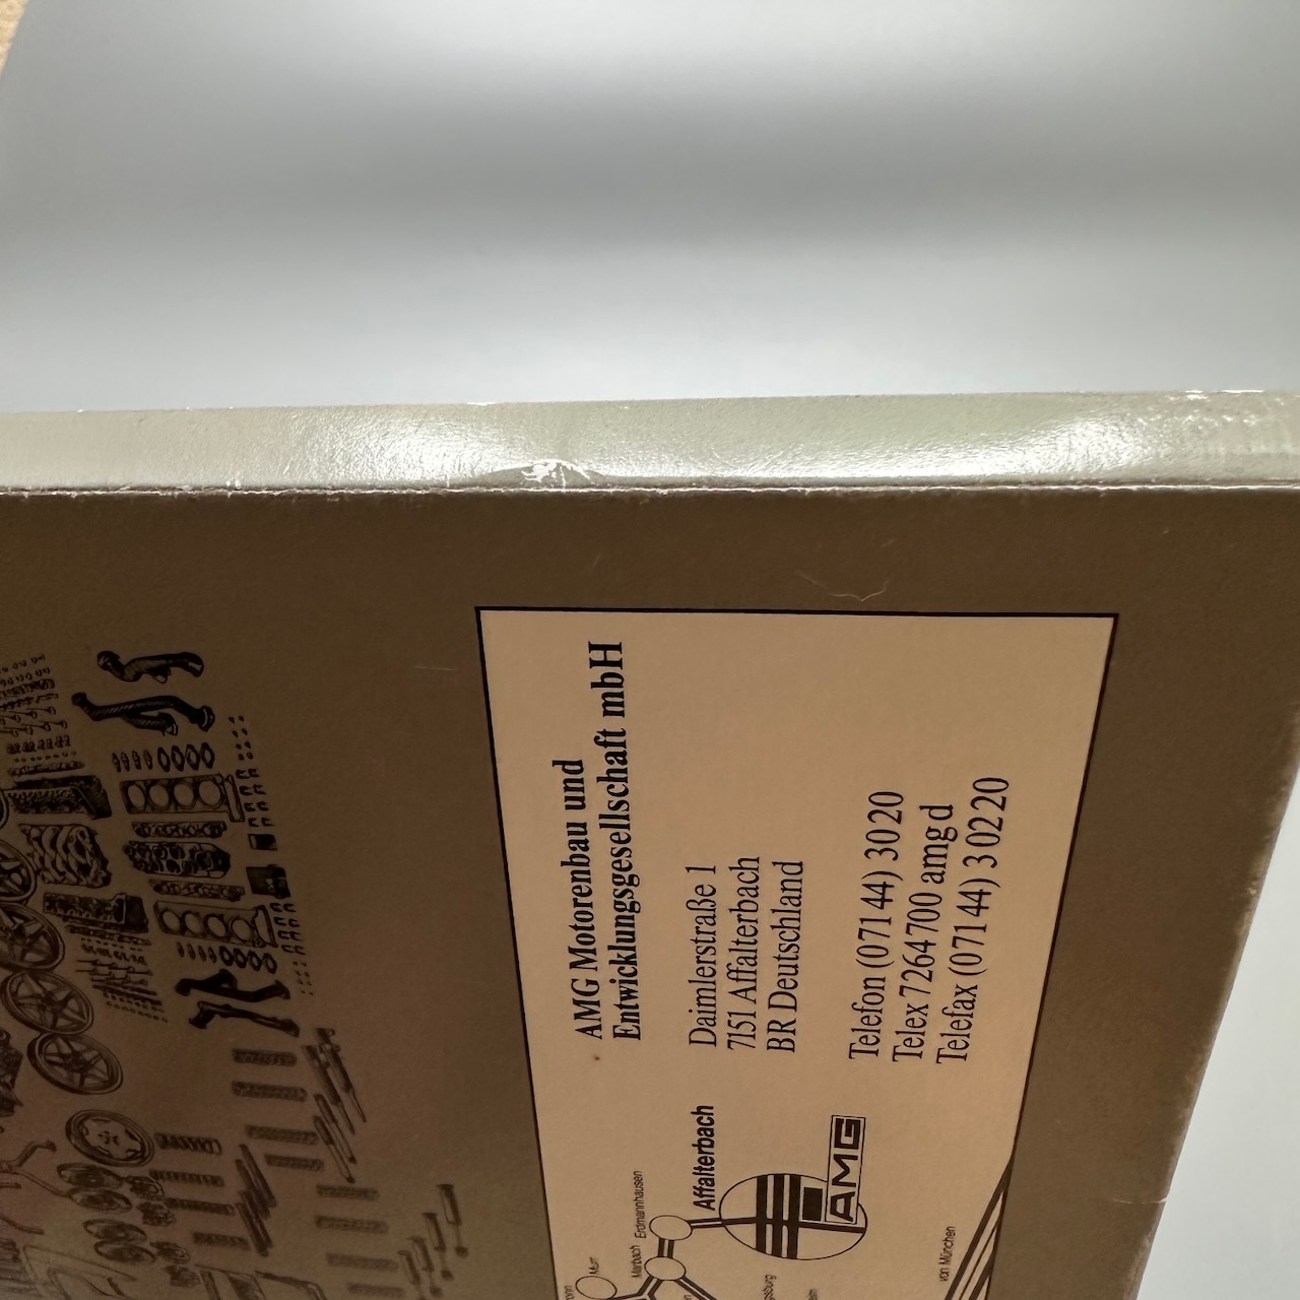 AMG Motorenbau und
Entwicklungsgesellschaft mbH
Daimlerstraße 1
7151 Affalterbach
BR Deutschland
Telefon (07144) 3020
Telex 7264700 amgd
Telefax (07144) 30220
Affalterbach
AMG
Erdmannhausen
Marbach
Murr
von München